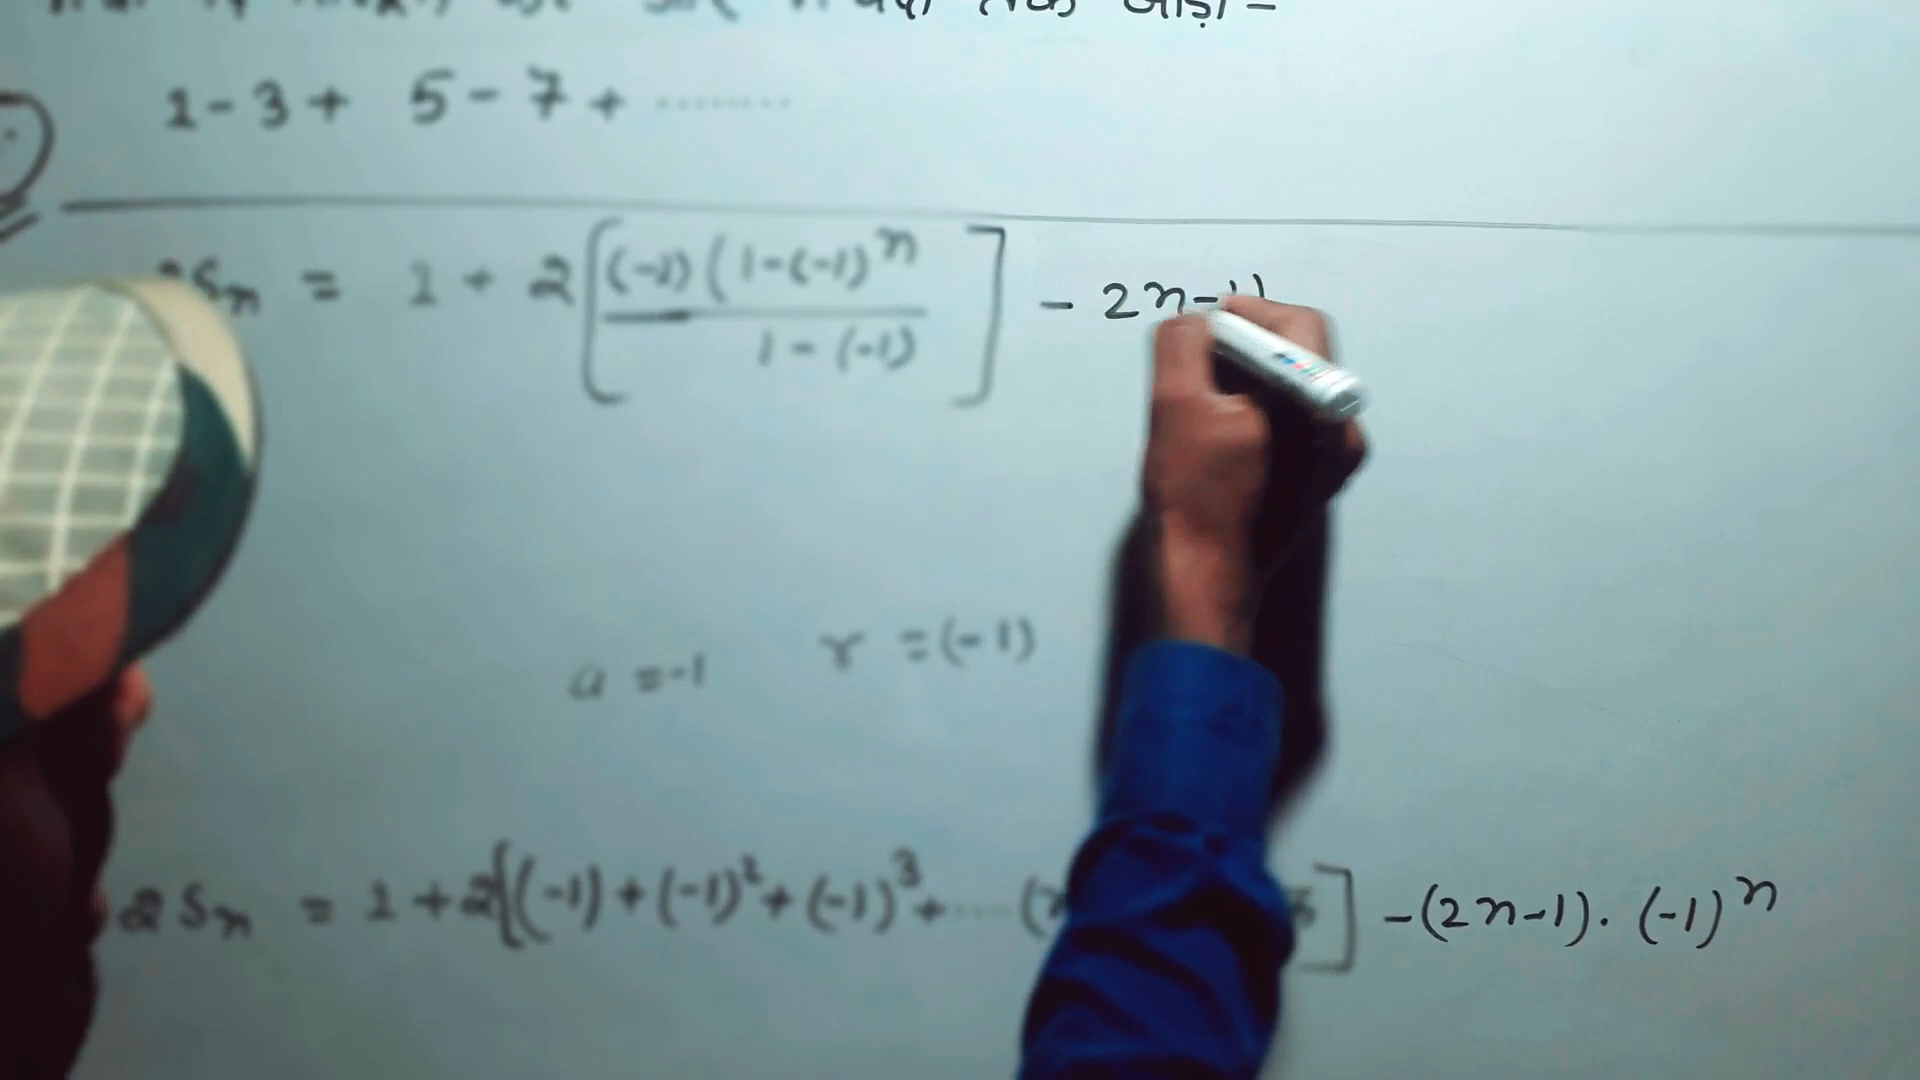 तक जोड़ो -
1 - 3 + 5 - 7 + ........
2Sn = 1 + 2 [ (-1) (1-(-1)^n / 1 - (-1) ] - 2n-1)
a = -1 r = (-1)
2Sn = 1 + 2[(-1) + (-1)² + (-1)³ + .... ] - (2n-1). (-1)^n